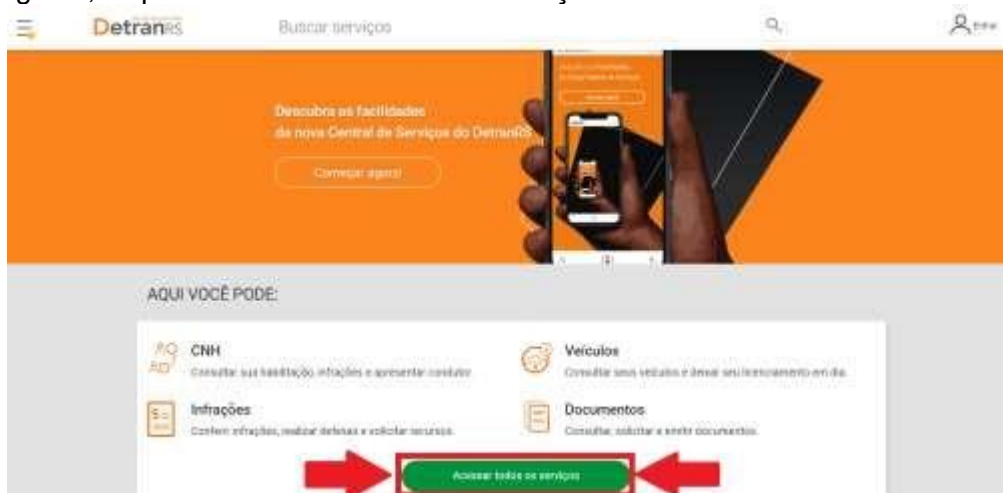 DetranRS
Buscar serviços
Entrar
Descubra as facilidades
da nova Central de Serviços do DetranRS
Começar agora!
AQUI VOCÊ PODE:
CNH
Consultar sua habilitação, infrações e apresentar condutor.
Veículos
Consultar seus veículos e deixar seu licenciamento em dia.
Infrações
Conferir infrações, realizar defesas e solicitar recursos.
Documentos
Consultar, solicitar e emitir documentos.
Acessar todos os serviços